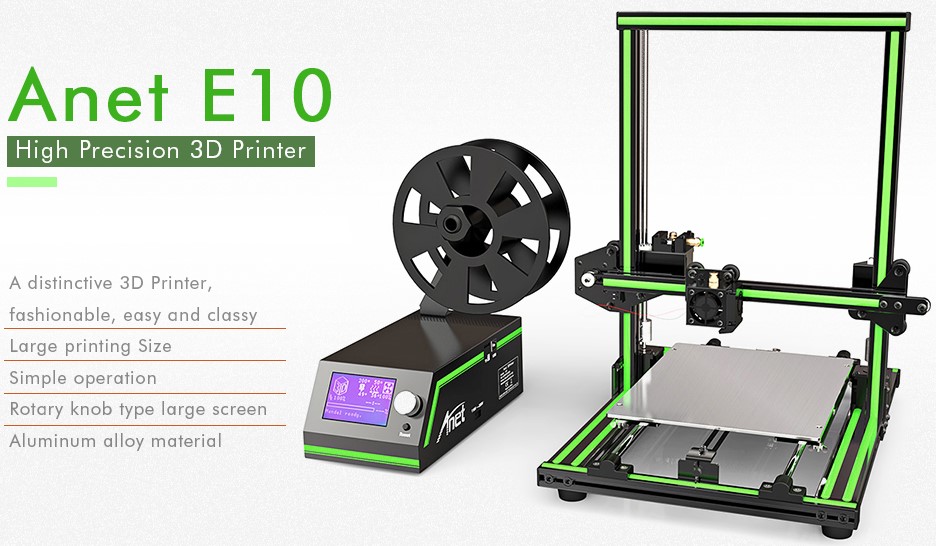 Anet E10
High Precision 3D Printer
A distinctive 3D Printer,
fashionable, easy and classy
Large printing Size
Simple operation
Rotary knob type large screen
Aluminum alloy material
Anet
Reset